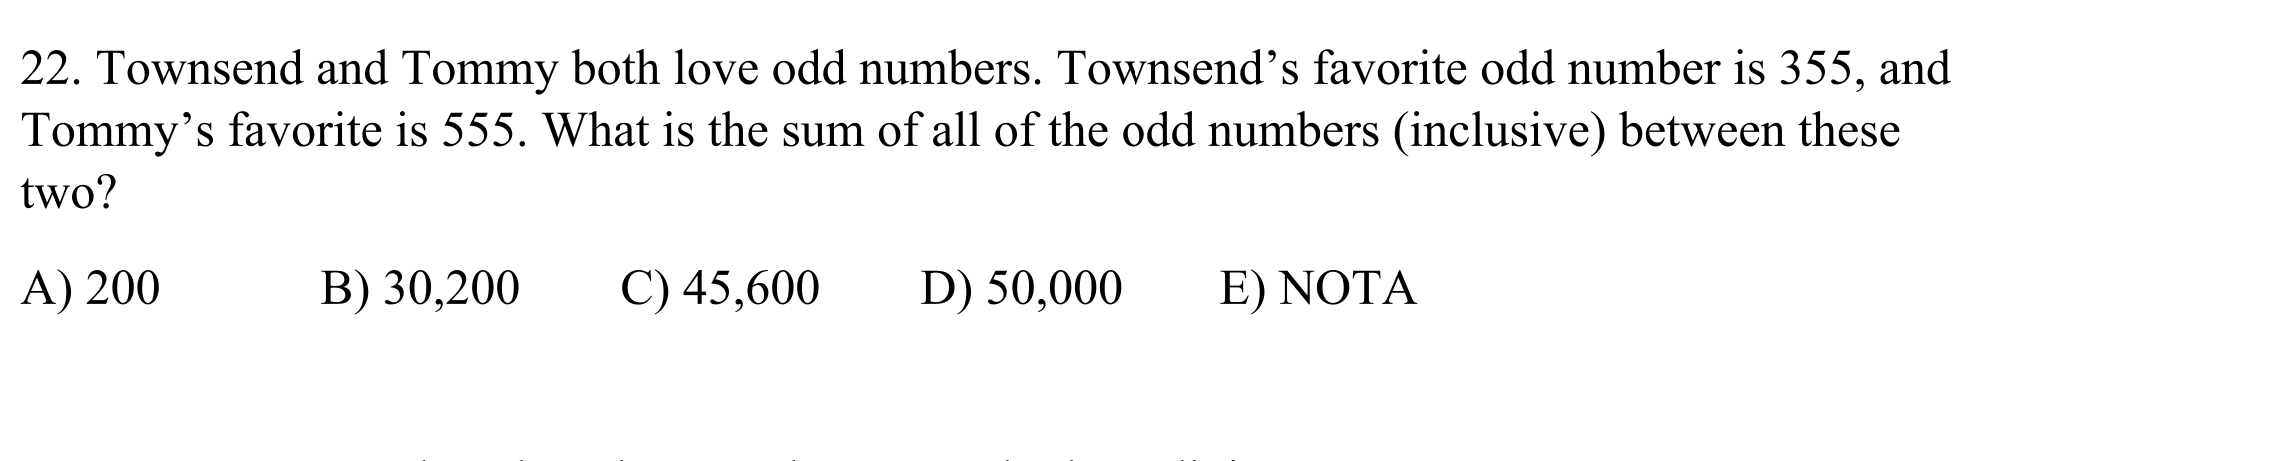 22. Townsend and Tommy both love odd numbers. Townsend’s favorite odd number is 355, and
Tommy’s favorite is 555. What is the sum of all of the odd numbers (inclusive) between these
two?
A) 200 B) 30,200 C) 45,600 D) 50,000 E) NOTA